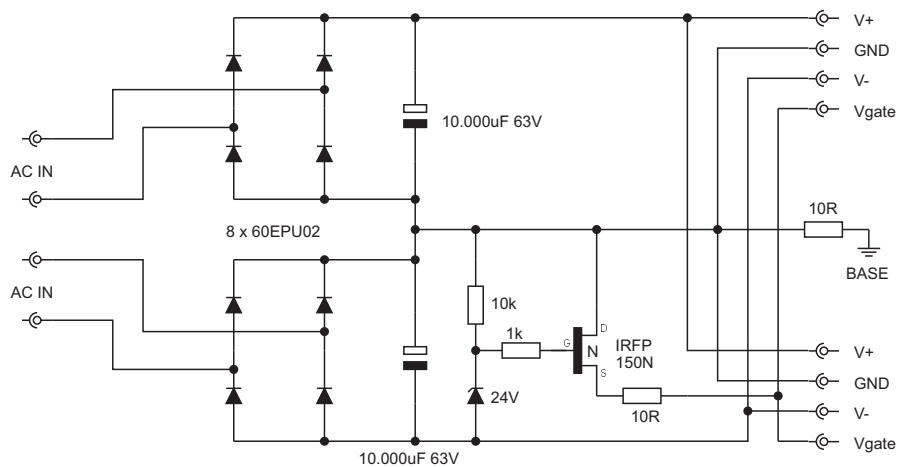 V+
GND
V-
Vgate
10.000uF 63V
AC IN
10R
8 x 60EPU02
BASE
AC IN
10k
1k
G
D
N
S
IRFP
150N
V+
24V
GND
10R
V-
Vgate
10.000uF 63V